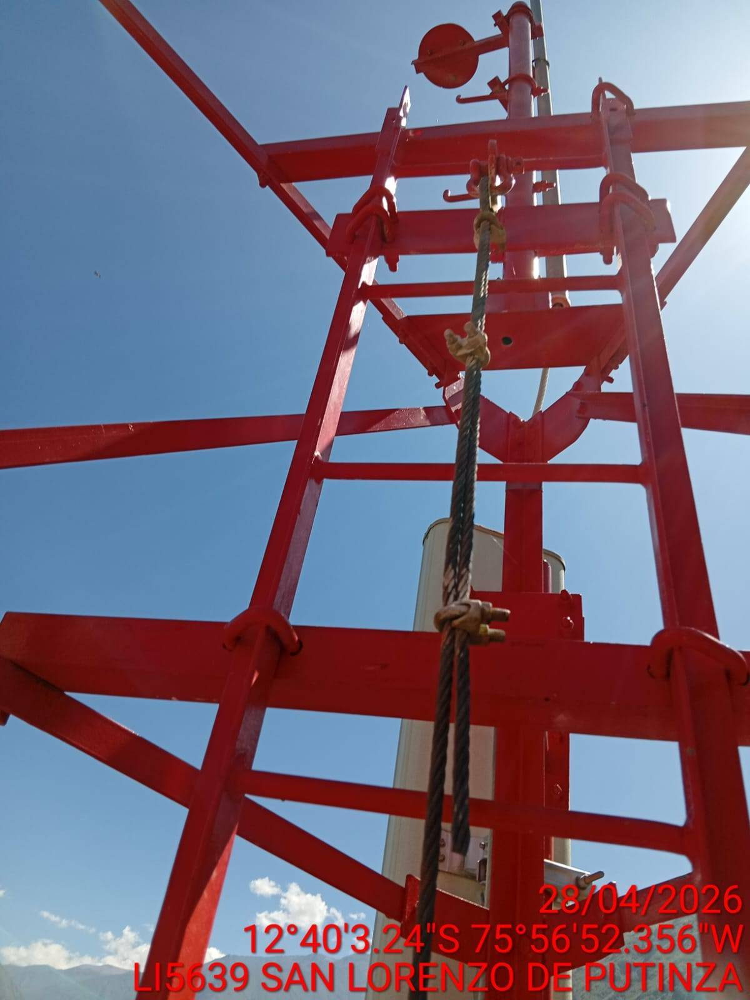 28/04/2026
12°40'3.24"S 75°56'52.356"W
LI5639 SAN LORENZO DE PUTINZA